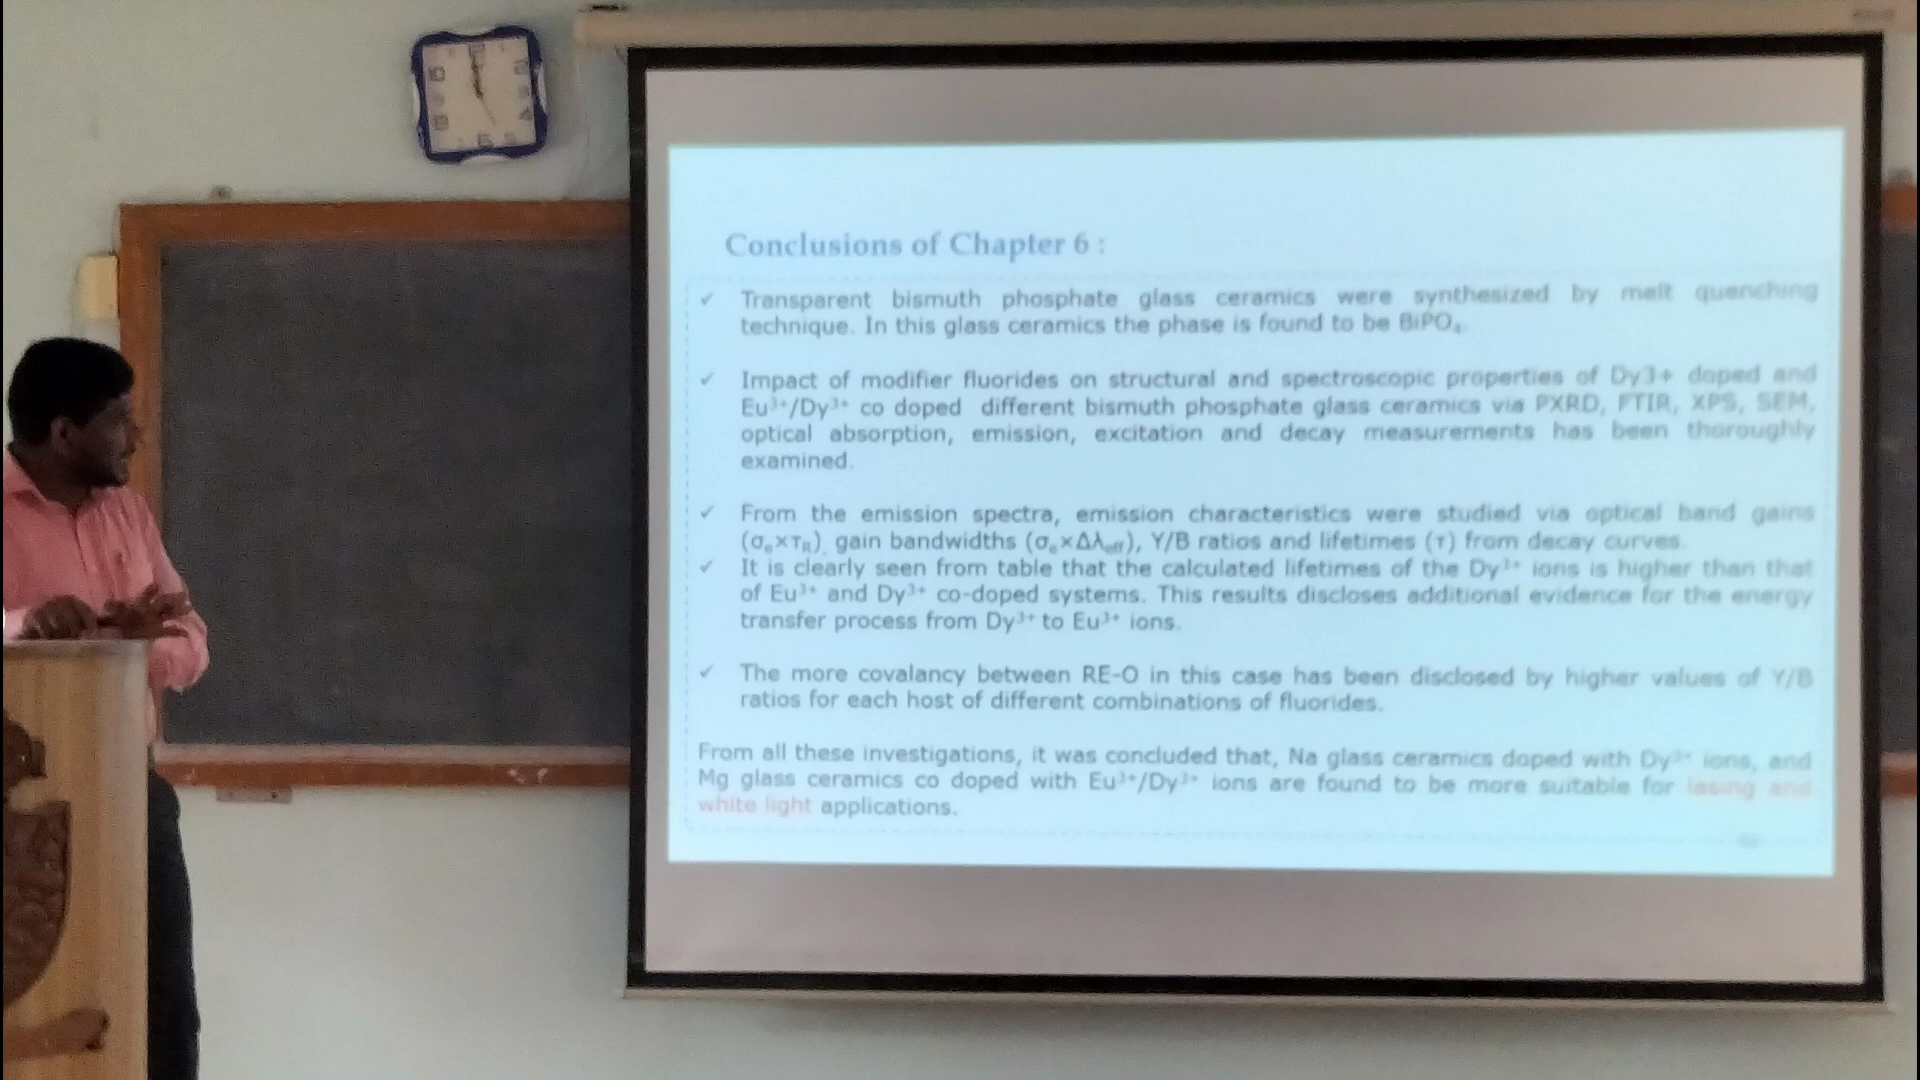 Conclusions of Chapter 6 :
✓ Transparent bismuth phosphate glass ceramics were synthesized by melt quenching
technique. In this glass ceramics the phase is found to be BiPO₄.
✓ Impact of modifier fluorides on structural and spectroscopic properties of Dy3+ doped and
Eu³⁺/Dy³⁺ co doped different bismuth phosphate glass ceramics via PXRD, FTIR, XPS, SEM,
optical absorption, emission, excitation and decay measurements has been thoroughly
examined.
✓ From the emission spectra, emission characteristics were studied via optical band gains
(σₑ×τ_R), gain bandwidths (σₑ×Δλ_eff), Y/B ratios and lifetimes (τ) from decay curves.
✓ It is clearly seen from table that the calculated lifetimes of the Dy³⁺ ions is higher than that
of Eu³⁺ and Dy³⁺ co-doped systems. This results discloses additional evidence for the energy
transfer process from Dy³⁺ to Eu³⁺ ions.
✓ The more covalancy between RE-O in this case has been disclosed by higher values of Y/B
ratios for each host of different combinations of fluorides.
From all these investigations, it was concluded that, Na glass ceramics doped with Dy³⁺ ions, and
Mg glass ceramics co doped with Eu³⁺/Dy³⁺ ions are found to be more suitable for lasing and
white light applications.